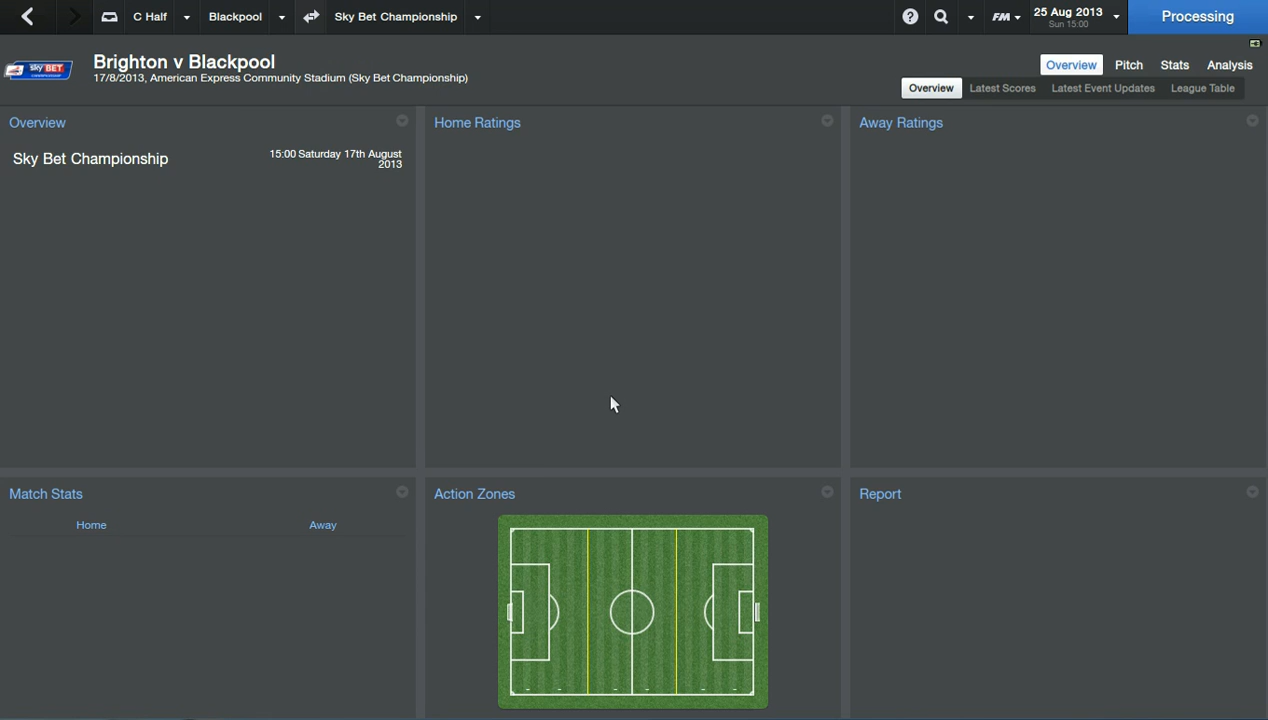 C Half
Blackpool
Sky Bet Championship
?
FM
25 Aug 2013
Sun 15:00
Processing
sky BET
Brighton v Blackpool
17/8/2013, American Express Community Stadium (Sky Bet Championship)
Overview Pitch Stats Analysis
Overview Latest Scores Latest Event Updates League Table
Overview
Sky Bet Championship
15:00 Saturday 17th August
2013
Home Ratings
Away Ratings
Match Stats
Home Away
Action Zones
Report